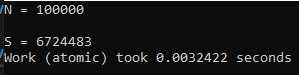 N = 100000
S = 6724483
Work (atomic) took 0.0032422 seconds